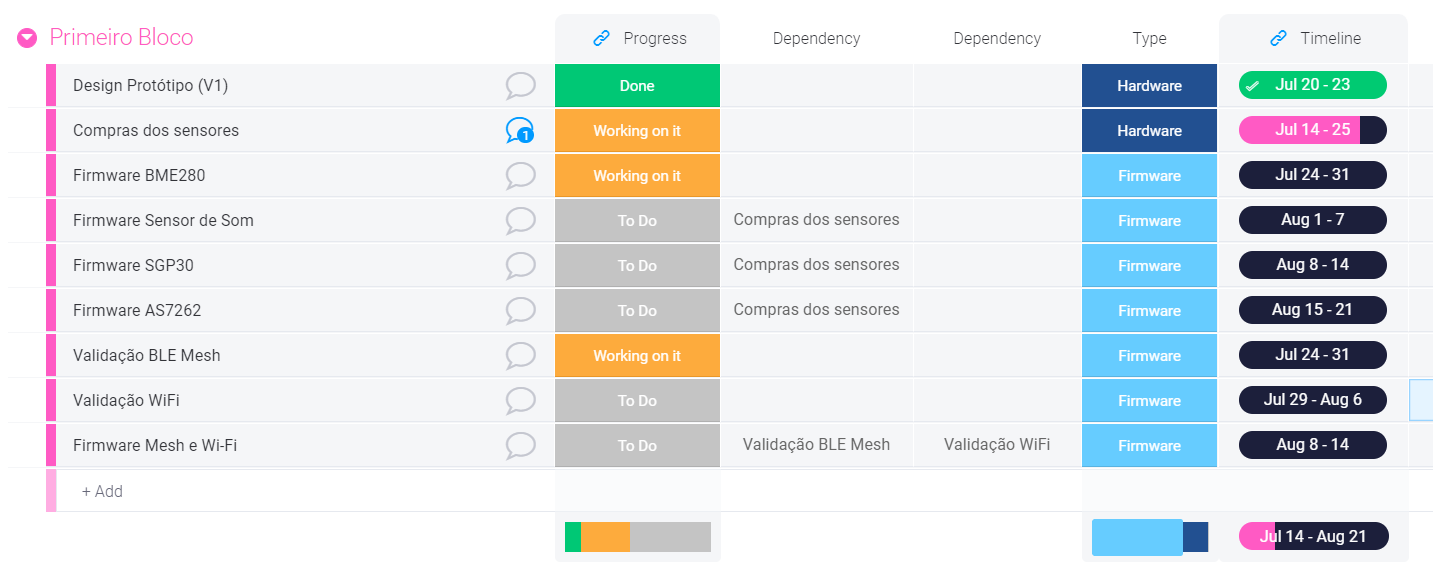 Primeiro Bloco Progress Dependency Dependency Type Timeline
Design Protótipo (V1) Done Hardware Jul 20 - 23
Compras dos sensores 1 Working on it Hardware Jul 14 - 25
Firmware BME280 Working on it Firmware Jul 24 - 31
Firmware Sensor de Som To Do Compras dos sensores Firmware Aug 1 - 7
Firmware SGP30 To Do Compras dos sensores Firmware Aug 8 - 14
Firmware AS7262 To Do Compras dos sensores Firmware Aug 15 - 21
Validação BLE Mesh Working on it Firmware Jul 24 - 31
Validação WiFi To Do Firmware Jul 29 - Aug 6
Firmware Mesh e Wi-Fi To Do Validação BLE Mesh Validação WiFi Firmware Aug 8 - 14
+ Add
Jul 14 - Aug 21